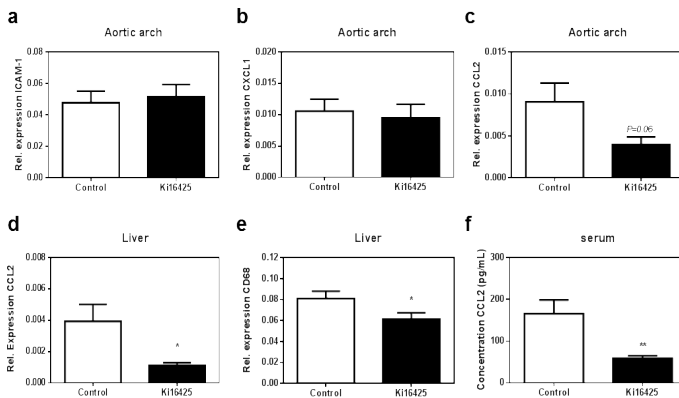 a
Aortic arch
Rel. expression ICAM-1
0.08
0.06
0.04
0.02
0.00
Control
Ki16425
b
Aortic arch
Rel. expression CXCL1
0.020
0.015
0.010
0.005
0.000
Control
Ki16425
c
Aortic arch
Rel. expression CCL2
0.015
0.010
0.005
0.000
P=0.06
Control
Ki16425
d
Liver
Rel. Expression CCL2
0.008
0.006
0.004
0.002
0.000
*
Control
Ki16425
e
Liver
Rel. Expression CD68
0.12
0.10
0.08
0.06
0.04
0.02
0.00
*
Control
Ki16425
f
serum
Concentration CCL2 (pg/mL)
300
200
100
0
**
Control
Ki16425